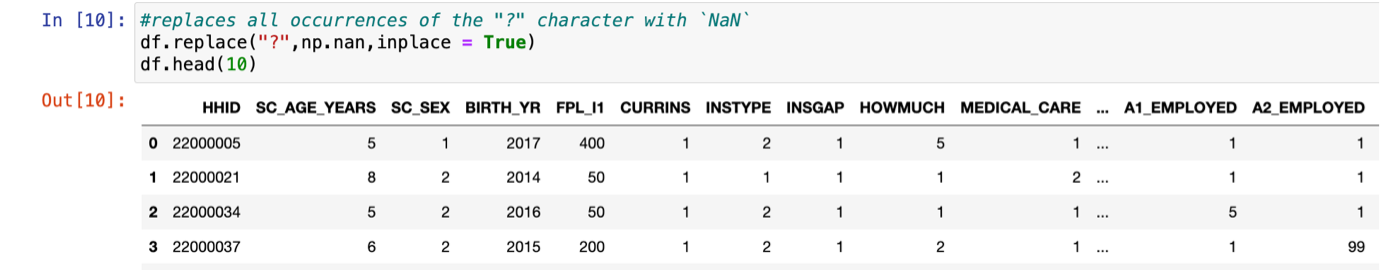 In [10]: #replaces all occurrences of the "?" character with `NaN`
df.replace("?",np.nan,inplace = True)
df.head(10)
Out[10]:
HHID SC_AGE_YEARS SC_SEX BIRTH_YR FPL_I1 CURRINS INSTYPE INSGAP HOWMUCH MEDICAL_CARE ... A1_EMPLOYED A2_EMPLOYED
0 22000005 5 1 2017 400 1 2 1 5 1 ... 1 1
1 22000021 8 2 2014 50 1 1 1 1 2 ... 1 1
2 22000034 5 2 2016 50 1 2 1 1 1 ... 5 1
3 22000037 6 2 2015 200 1 2 1 2 1 ... 1 99